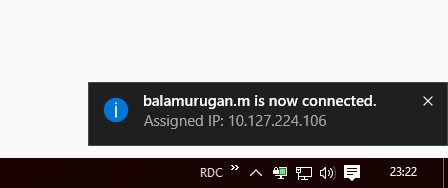 balamurugan.m is now connected.
Assigned IP: 10.127.224.106
RDC
23:22